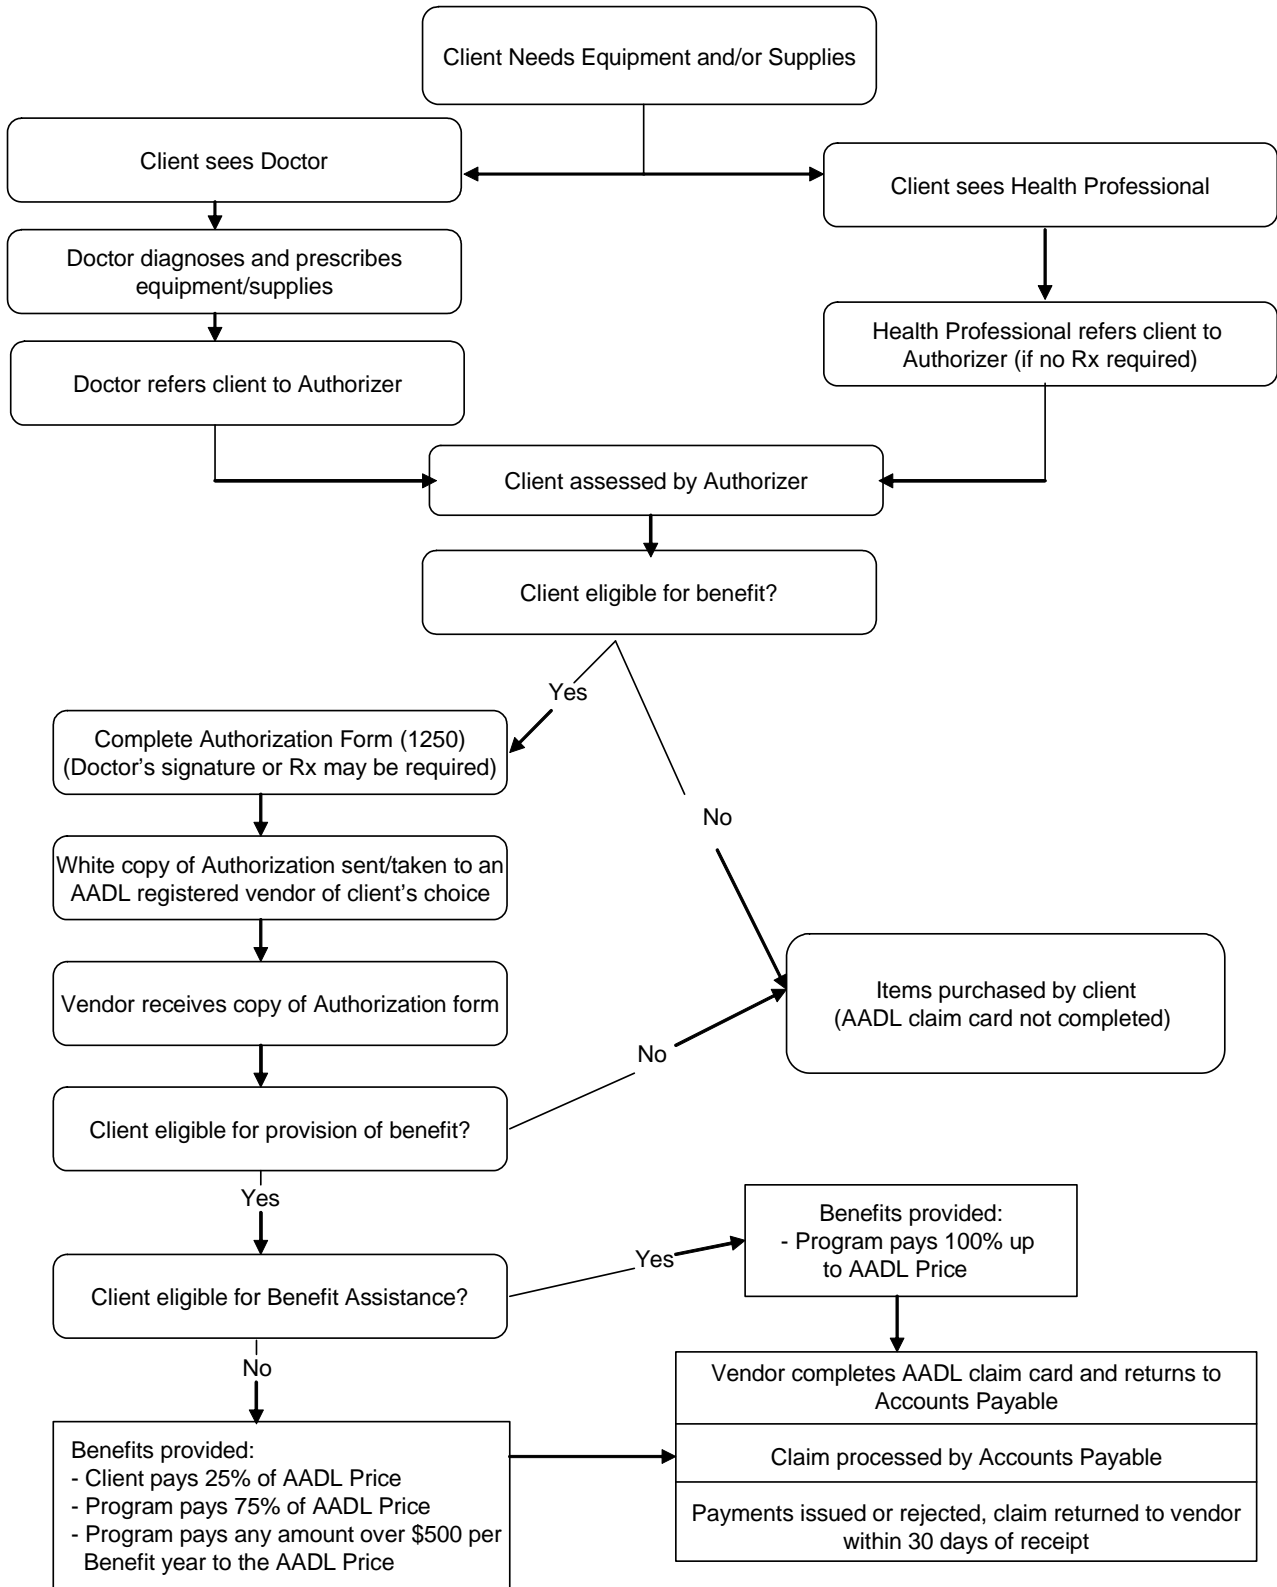 Client Needs Equipment and/or Supplies
Client sees Doctor
Client sees Health Professional
Doctor diagnoses and prescribes
equipment/supplies
Health Professional refers client to
Authorizer (if no Rx required)
Doctor refers client to Authorizer
Client assessed by Authorizer
Client eligible for benefit?
Yes
Complete Authorization Form (1250)
(Doctor’s signature or Rx may be required)
No
White copy of Authorization sent/taken to an
AADL registered vendor of client’s choice
Vendor receives copy of Authorization form
Items purchased by client
(AADL claim card not completed)
No
Client eligible for provision of benefit?
Yes
Benefits provided:
- Program pays 100% up
to AADL Price
Yes
Client eligible for Benefit Assistance?
No
Vendor completes AADL claim card and returns to
Accounts Payable
Benefits provided:
- Client pays 25% of AADL Price
- Program pays 75% of AADL Price
- Program pays any amount over $500 per
Benefit year to the AADL Price
Claim processed by Accounts Payable
Payments issued or rejected, claim returned to vendor
within 30 days of receipt